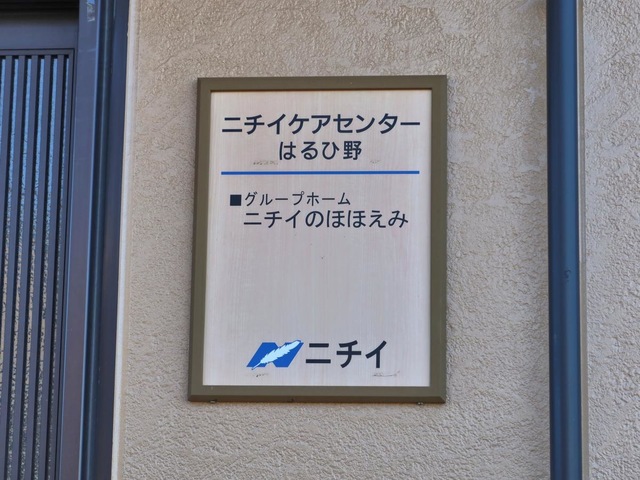 ニチイケアセンター
はるひ野
■グループホーム
ニチイのほほえみ
ニチイ